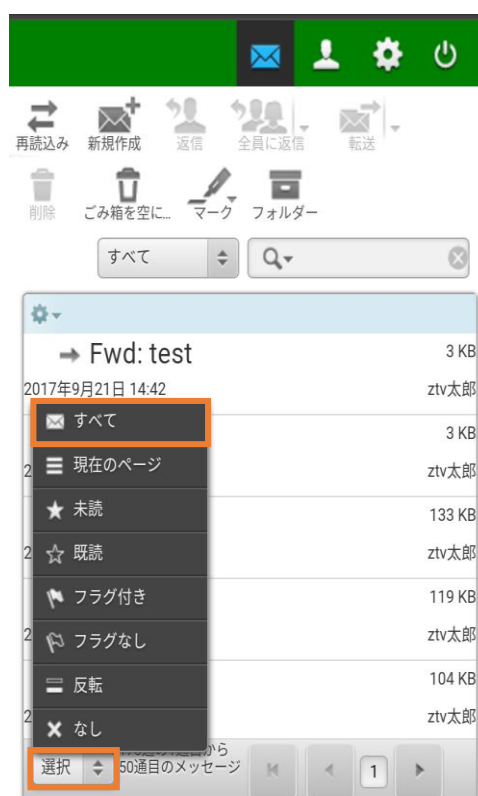 再読込み 新規作成 返信 全員に返信 転送
削除 ごみ箱を空に... マーク フォルダー
すべて
Fwd: test 3 KB
2017年9月21日 14:42 ztv太郎
すべて 3 KB
2 現在のページ ztv太郎
未読 133 KB
2 既読 ztv太郎
フラグ付き 119 KB
2 フラグなし ztv太郎
反転 104 KB
2 なし ztv太郎
選択 50通目のメッセージ 1